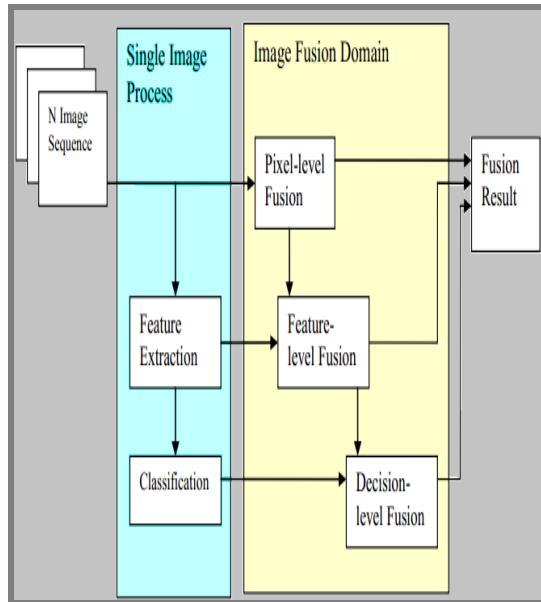 Single Image
Process
Image Fusion Domain
N Image
Sequence
Pixel-level
Fusion
Fusion
Result
Feature
Extraction
Feature-
level Fusion
Classification
Decision-
level Fusion